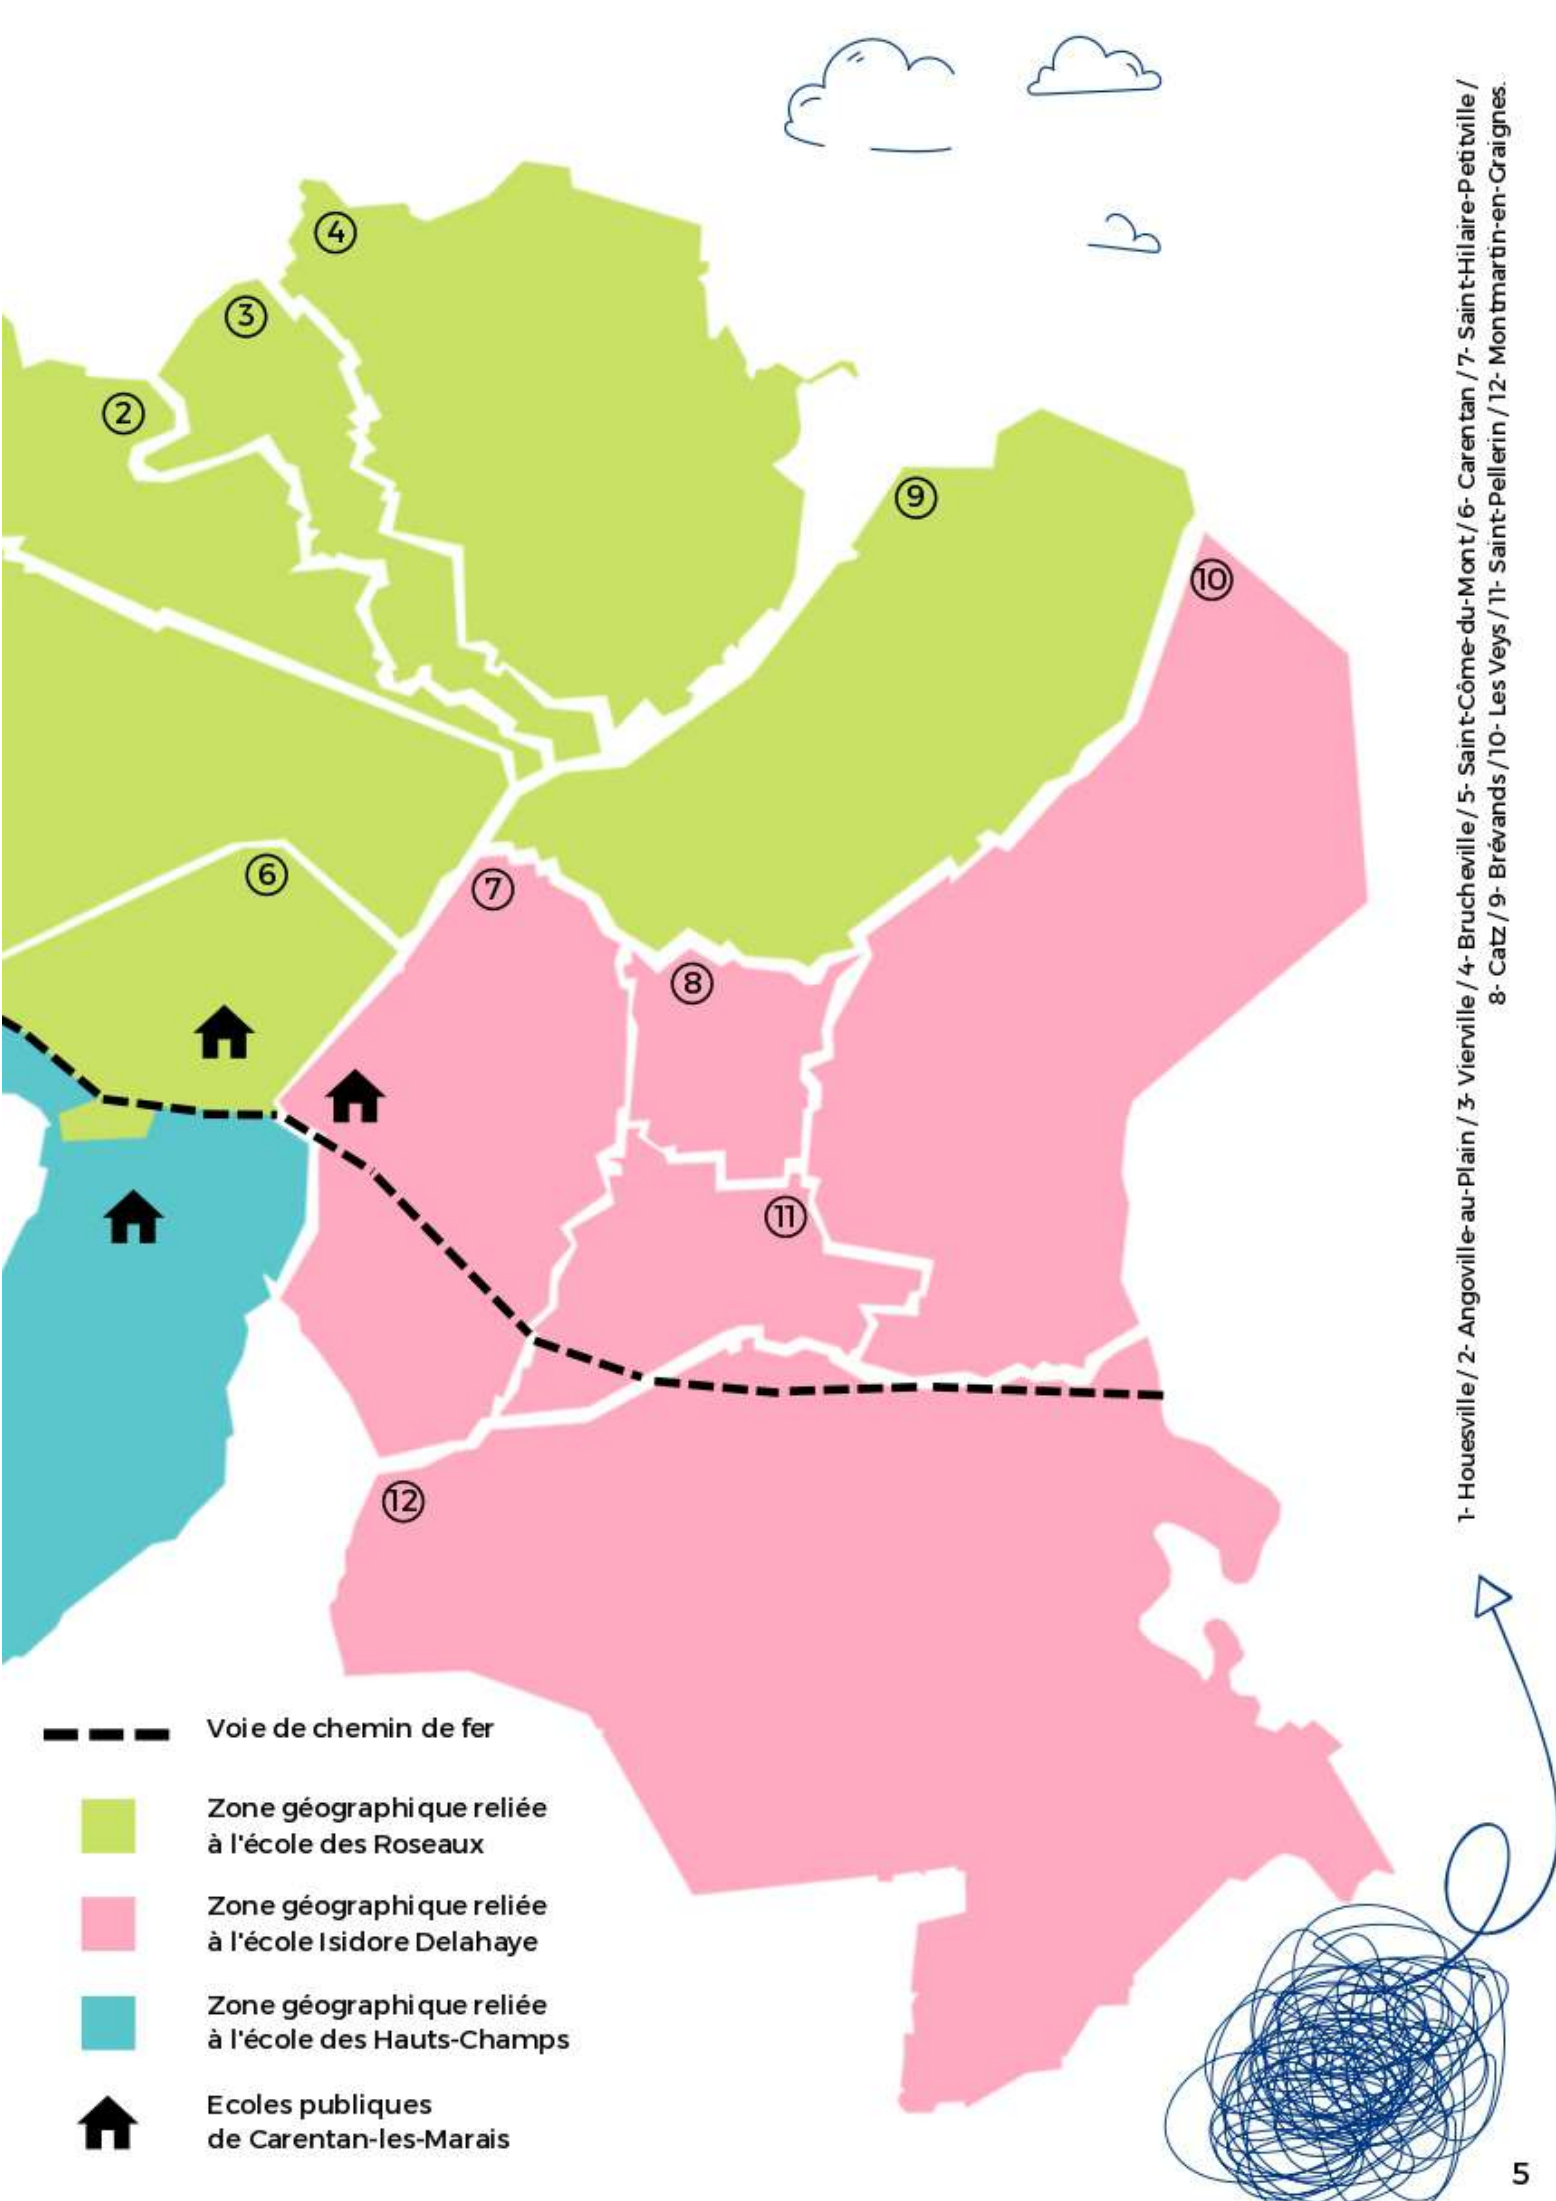 4
3
2
9
10
6
7
8
11
12
1- Houesville / 2- Angoville-au-Plain / 3- Vierville / 4- Brucheville / 5- Saint-Côme-du-Mont / 6- Carentan / 7- Saint-Hilaire-Petitville /
8- Catz / 9- Brévands / 10- Les Veys / 11- Saint-Pellerin / 12- Montmartin-en-Graignes.
Voie de chemin de fer
Zone géographique reliée
à l'école des Roseaux
Zone géographique reliée
à l'école Isidore Delahaye
Zone géographique reliée
à l'école des Hauts-Champs
Ecoles publiques
de Carentan-les-Marais
5